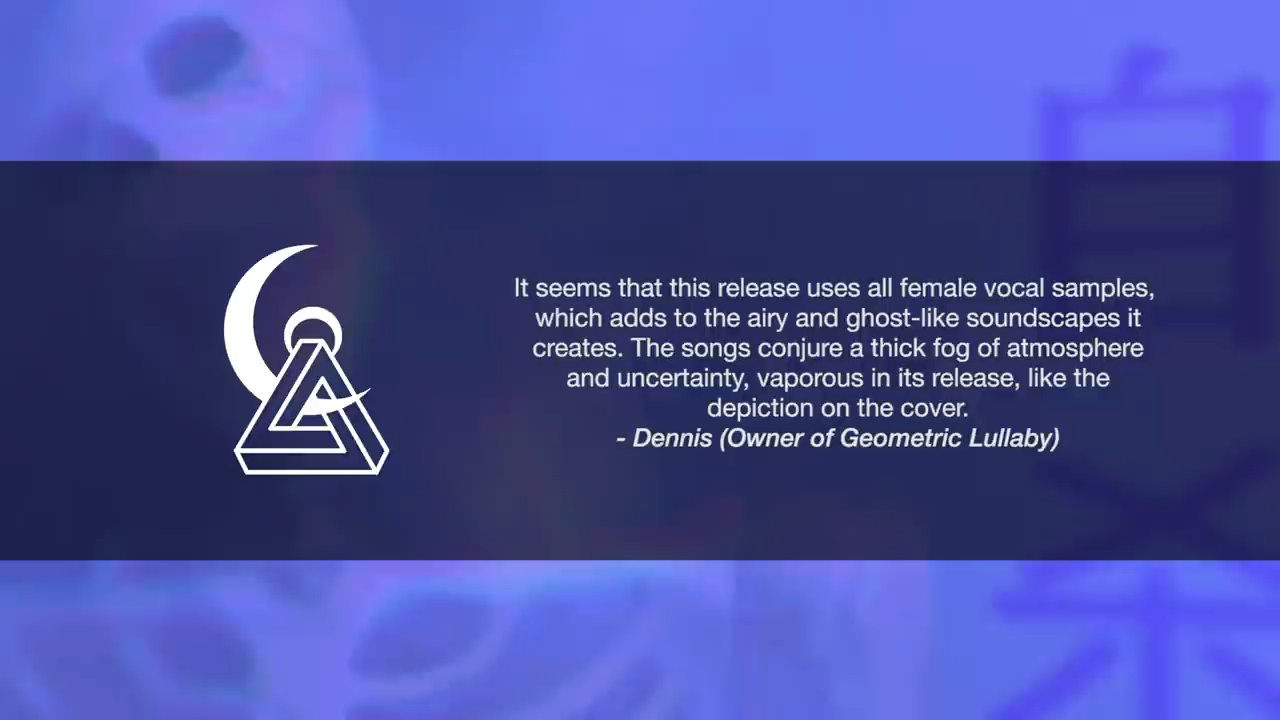 It seems that this release uses all female vocal samples,
which adds to the airy and ghost-like soundscapes it
creates. The songs conjure a thick fog of atmosphere
and uncertainty, vaporous in its release, like the
depiction on the cover.
- Dennis (Owner of Geometric Lullaby)